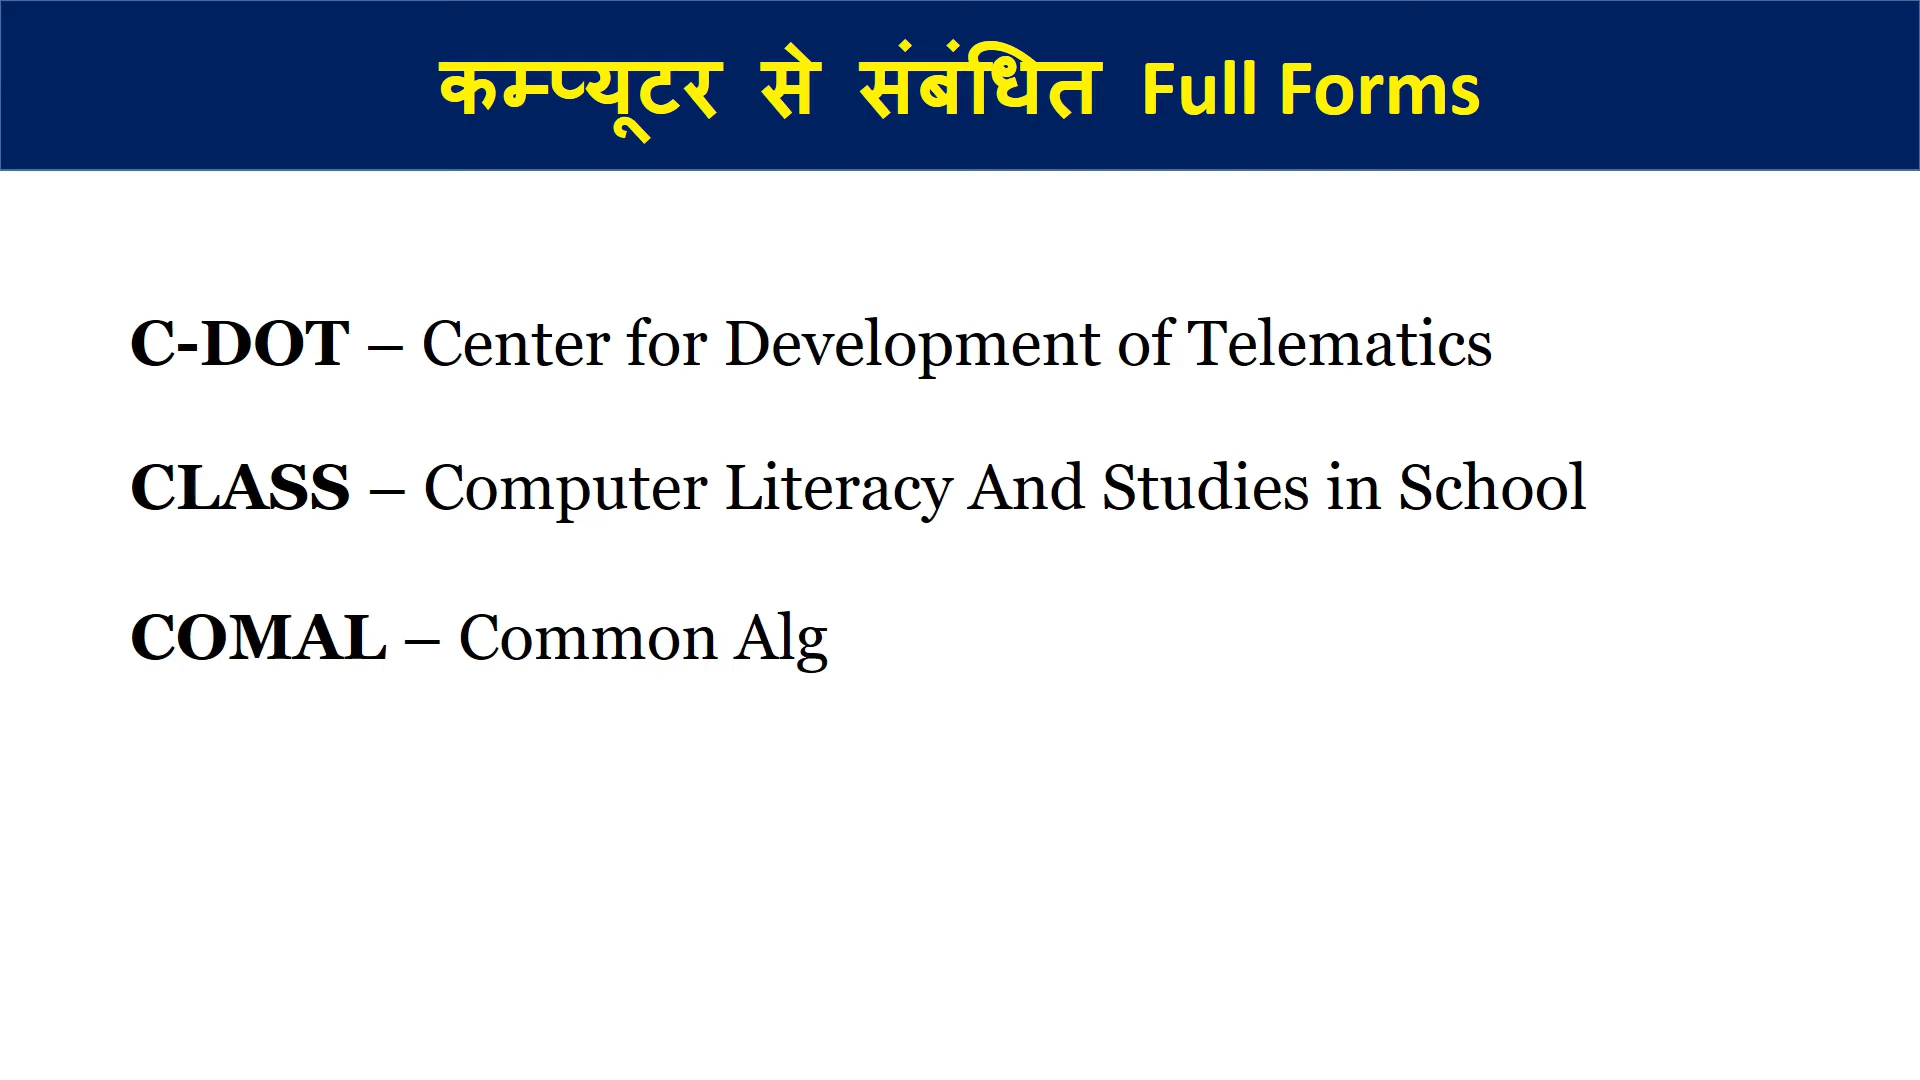 कम्प्यूटर से संबंधित Full Forms
C-DOT – Center for Development of Telematics
CLASS – Computer Literacy And Studies in School
COMAL – Common Alg